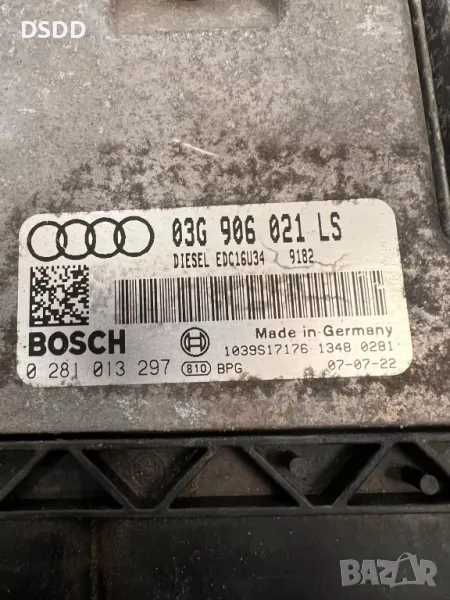 DSDD
03G 906 021 LS
DIESEL EDC16U34 9182
BOSCH
Made in Germany
1039S17176 1348 0281
0 281 013 297 810 BPG
07-07-22
BAZAR